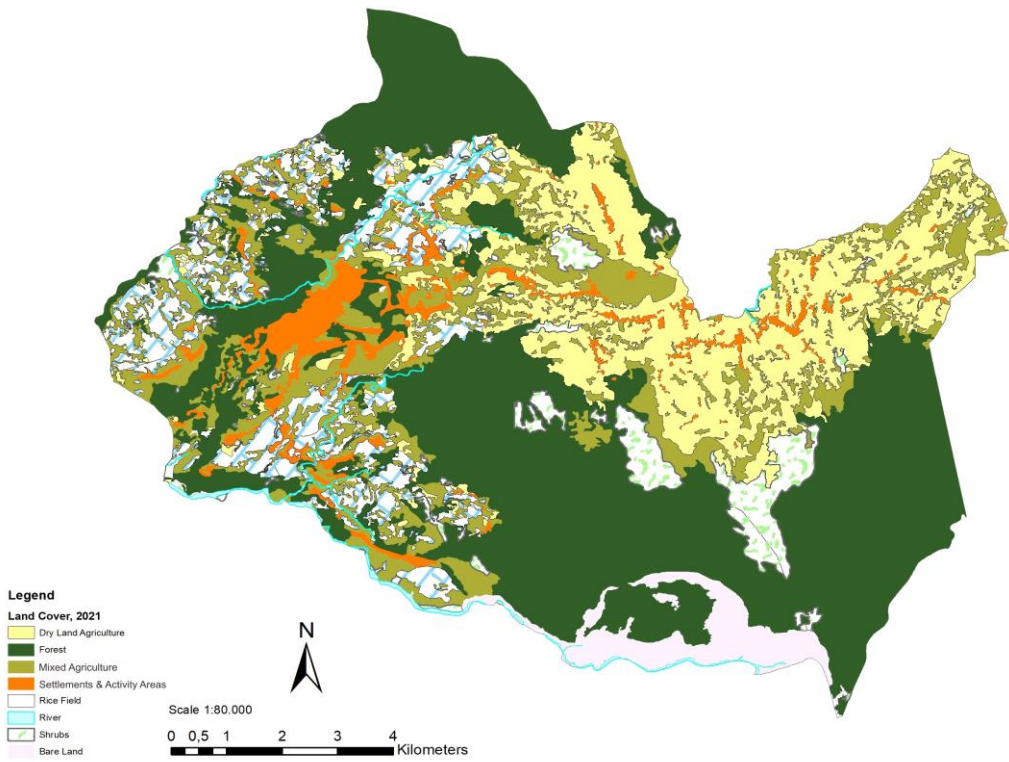 Legend
Land Cover, 2021
Dry Land Agriculture
Forest
Mixed Agriculture
Settlements & Activity Areas
Rice Field
River
Shrubs
Bare Land
N
Scale 1:80.000
0 0,5 1 2 3 4
Kilometers